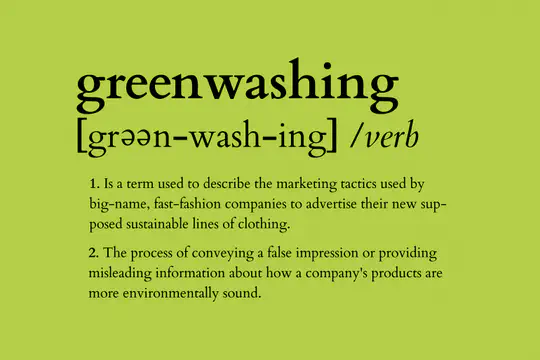 greenwashing
[grəən-wash-ing] /verb
1. Is a term used to describe the marketing tactics used by
big-name, fast-fashion companies to advertise their new sup-
posed sustainable lines of clothing.
2. The process of conveying a false impression or providing
misleading information about how a company's products are
more environmentally sound.